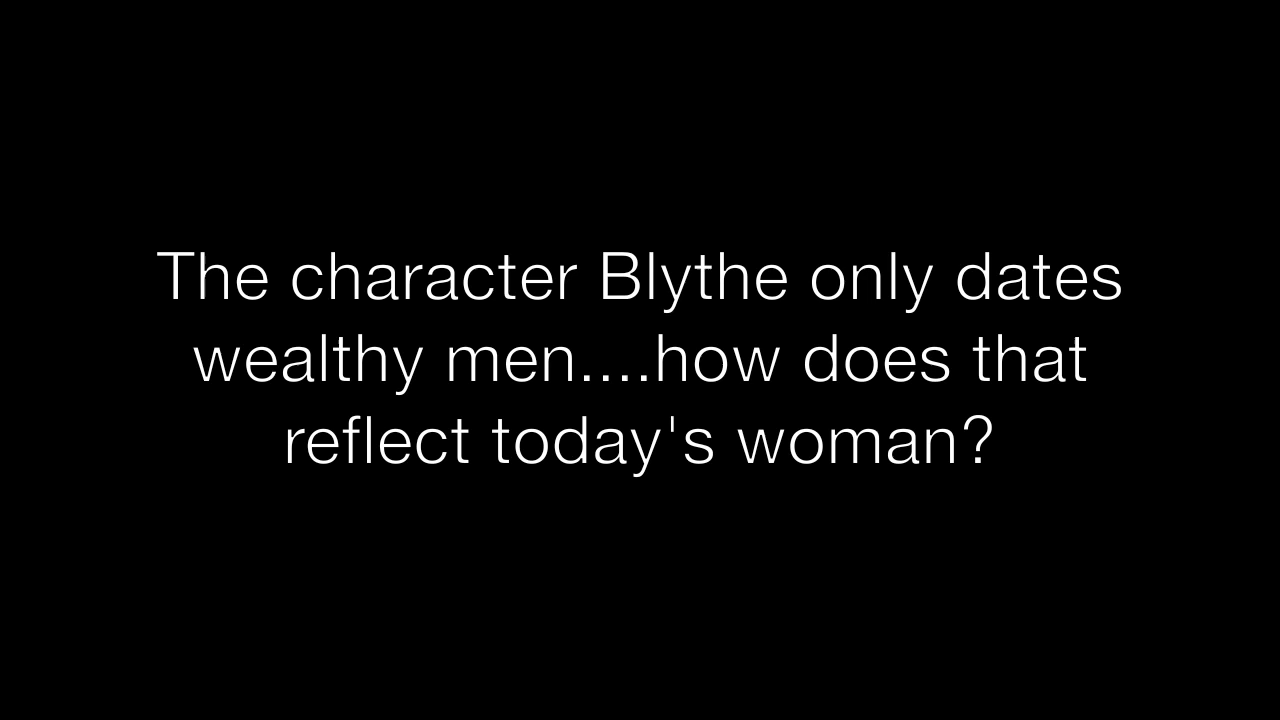 The character Blythe only dates
wealthy men....how does that
reflect today's woman?